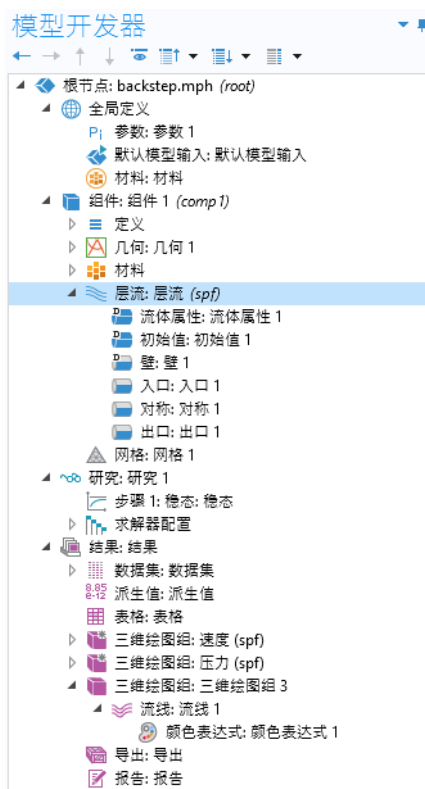 模型开发器
根节点: backstep.mph (root)
全局定义
Pi 参数: 参数 1
默认模型输入: 默认模型输入
材料: 材料
组件: 组件 1 (comp1)
定义
几何: 几何 1
材料
层流: 层流 (spf)
D 流体属性: 流体属性 1
D 初始值: 初始值 1
D 壁: 壁 1
入口: 入口 1
对称: 对称 1
出口: 出口 1
网格: 网格 1
研究: 研究 1
步骤 1: 稳态: 稳态
求解器配置
结果: 结果
数据集: 数据集
8.85 e-12 派生值: 派生值
表格: 表格
三维绘图组: 速度 (spf)
三维绘图组: 压力 (spf)
三维绘图组: 三维绘图组 3
流线: 流线 1
颜色表达式: 颜色表达式 1
导出: 导出
报告: 报告